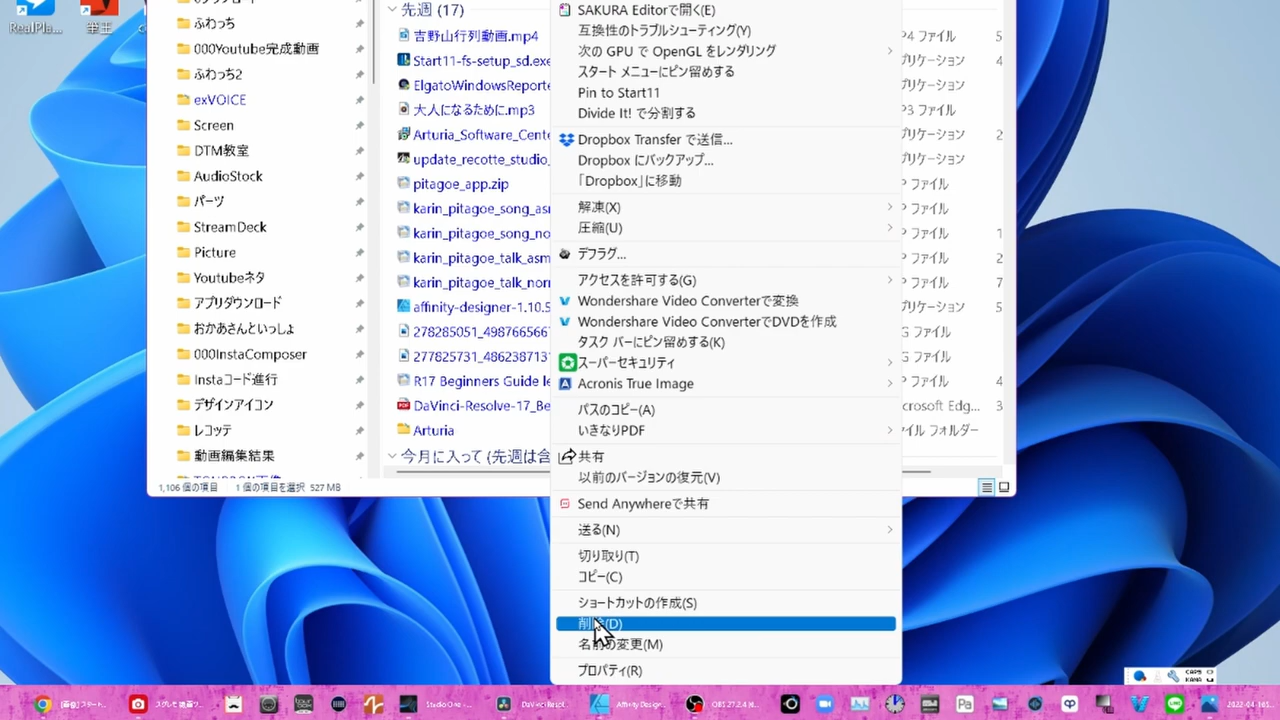 RealPla...
筆王
ふわっち
000Youtube完成動画
ふわっち2
exVOICE
Screen
DTM教室
AudioStock
パーツ
StreamDeck
Picture
Youtubeネタ
アプリダウンロード
おかあさんといっしょ
000InstaComposer
Instaコード進行
デザインアイコン
レコッテ
動画編集結果
先週 (17)
吉野山行列動画.mp4
Start11-fs-setup_sd.exe
ElgatoWindowsReporte
大人になるために.mp3
Arturia_Software_Cente
update_recotte_studio_
pitagoe_app.zip
karin_pitagoe_song_asm
karin_pitagoe_song_no
karin_pitagoe_talk_asm
karin_pitagoe_talk_norm
affinity-designer-1.10.5
278285051_498766566
277825731_486238713
R17 Beginners Guide le
DaVinci-Resolve-17_Be
Arturia
今月に入って (先週は含
SAKURA Editorで開く(E)
互換性のトラブルシューティング(Y)
次の GPU で OpenGL をレンダリング
スタート メニューにピン留めする
Pin to Start11
Divide It! で分割する
Dropbox Transfer で送信...
Dropbox にバックアップ...
「Dropbox」に移動
解凍(X)
圧縮(U)
デフラグ...
アクセスを許可する(G)
Wondershare Video Converterで変換
Wondershare Video ConverterでDVDを作成
タスク バーにピン留めする(K)
スーパーセキュリティ
Acronis True Image
パスのコピー(A)
いきなりPDF
共有
以前のバージョンの復元(V)
Send Anywhereで共有
送る(N)
切り取り(T)
コピー(C)
ショートカットの作成(S)
削除(D)
名前の変更(M)
プロパティ(R)
P4 ファイル 5
プリケーション 4
プリケーション
P3 ファイル
プリケーション 2
プリケーション
P ファイル
P ファイル
P ファイル 1
P ファイル 2
P ファイル 7
プリケーション 5
G ファイル
G ファイル
P ファイル 4
crosoft Edg... 3
イル フォルダー
1,106 個の項目 1 個の項目を選択 527 MB
CAPS
KANA
Studio One -...
DaVinci Resol...
Affinity Design...
OBS 27.2.4 (6...
Pa
LINE